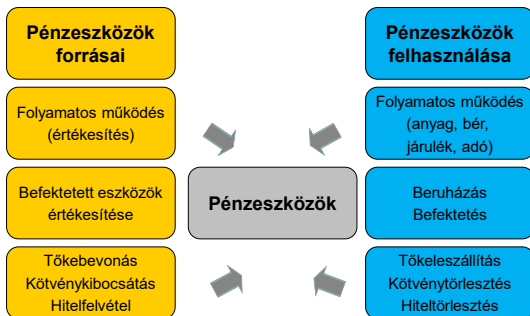 Pénzeszközök
forrásai
Folyamatos működés
(értékesítés)
Befektetett eszközök
értékesítése
Tőkebevonás
Kötvénykibocsátás
Hitelfelvétel
Pénzeszközök
Pénzeszközök
felhasználása
Folyamatos működés
(anyag, bér,
járulék, adó)
Beruházás
Befektetés
Tőkeleszállítás
Kötvénytörlesztés
Hiteltörlesztés